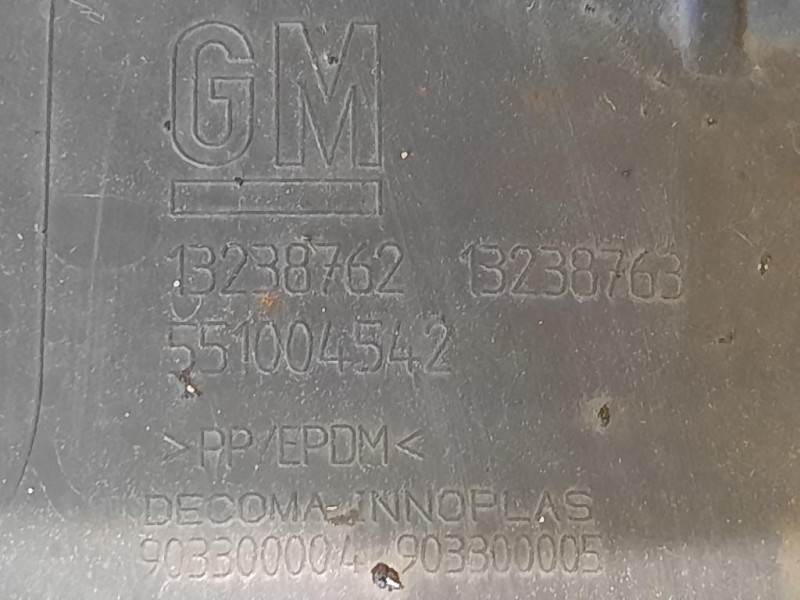 GM
13238762 13238763
551004542
>PP/EPDM<
DECOMA INNOPLAS
903300004 903300005